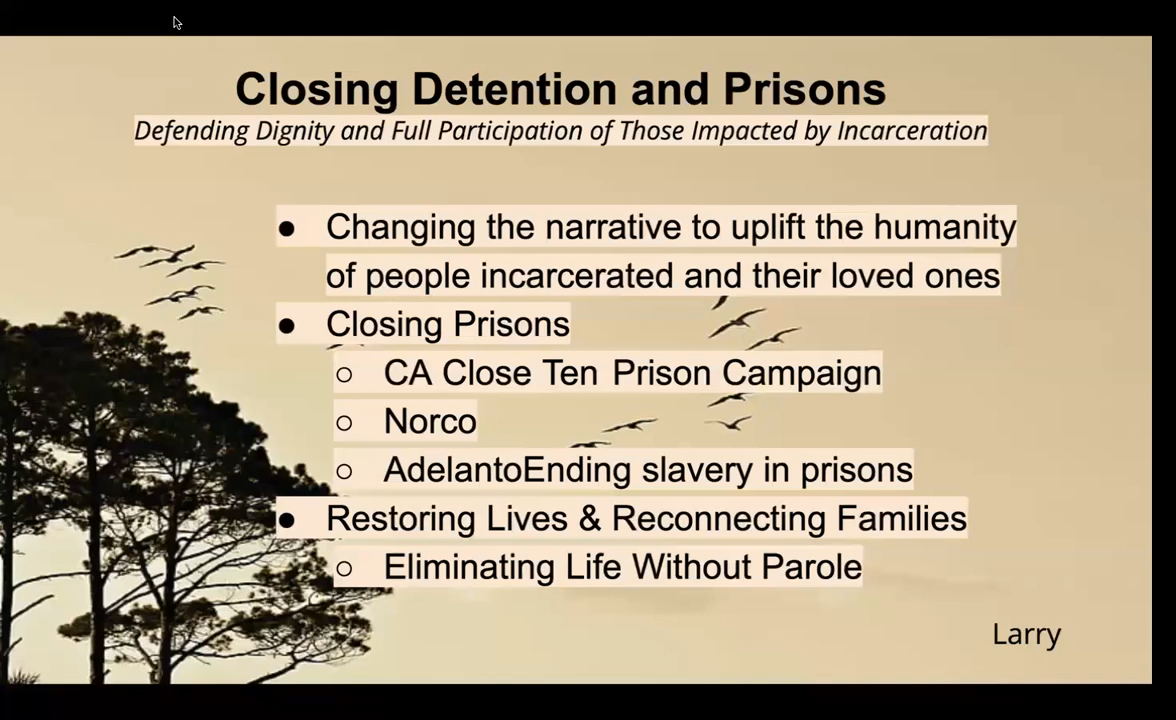 Closing Detention and Prisons
Defending Dignity and Full Participation of Those Impacted by Incarceration
● Changing the narrative to uplift the humanity
of people incarcerated and their loved ones
● Closing Prisons
○ CA Close Ten Prison Campaign
○ Norco
○ AdelantoEnding slavery in prisons
● Restoring Lives & Reconnecting Families
○ Eliminating Life Without Parole
Larry